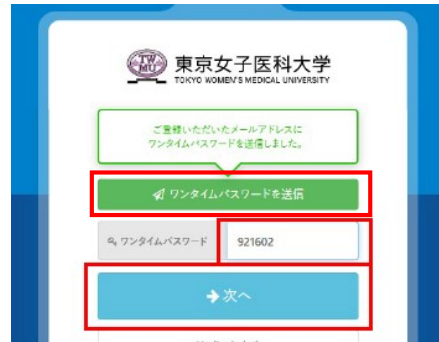 TWMU
東京女子医科大学
TOKYO WOMEN'S MEDICAL UNIVERSITY
ご登録いただいたメールアドレスに
ワンタイムパスワードを送信しました。
ワンタイムパスワードを送信
ワンタイムパスワード 921602
次へ